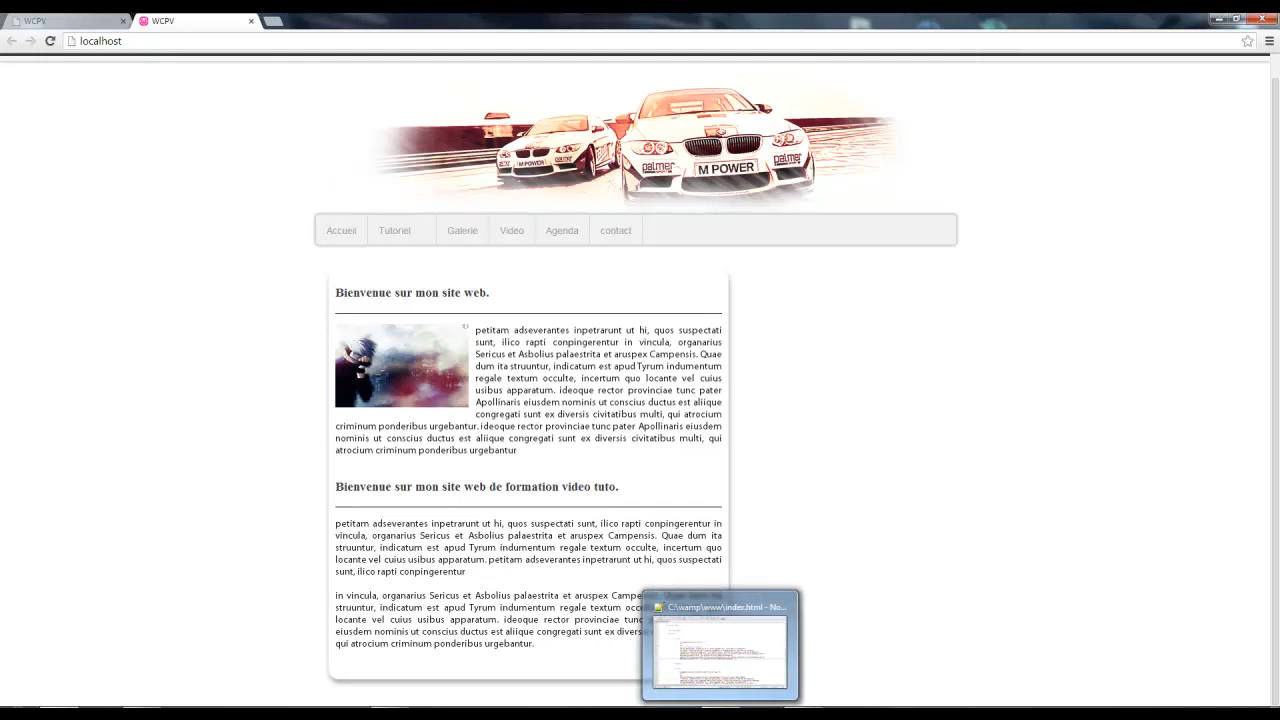 WCPV
WCPV
localhost
M POWER
palmer
M POWER
palmer
Accueil
Tutoriel
Galerie
Video
Agenda
contact
Bienvenue sur mon site web.
petitam adseverantes inpetrarunt ut hi, quos suspectati
sunt, ilico rapti conpingerentur in vincula, organarius
Sericus et Asbolius palaestrita et aruspex Campensis. Quae
dum ita struuntur, indicatum est apud Tyrum indumentum
regale textum occulte, incertum quo locante vel cuius
usibus apparatum. ideoque rector provinciae tunc pater
Apollinaris eiusdem nominis ut conscius ductus est aliique
congregati sunt ex diversis civitatibus multi, qui atrocium
criminum ponderibus urgebantur. ideoque rector provinciae tunc pater Apollinaris eiusdem
nominis ut conscius ductus est aliique congregati sunt ex diversis civitatibus multi, qui
atrocium criminum ponderibus urgebantur
Bienvenue sur mon site web de formation video tuto.
petitam adseverantes inpetrarunt ut hi, quos suspectati sunt, ilico rapti conpingerentur in
vincula, organarius Sericus et Asbolius palaestrita et aruspex Campensis. Quae dum ita
struuntur, indicatum est apud Tyrum indumentum regale textum occulte, incertum quo
locante vel cuius usibus apparatum. petitam adseverantes inpetrarunt ut hi, quos suspectati
sunt, ilico rapti conpingerentur
in vincula, organarius Sericus et Asbolius palaestrita et aruspex
struuntur, indicatum est apud Tyrum indumentum regale textum
locante vel cuius usibus apparatum. ideoque rector provinciae tunc
eiusdem nominis ut conscius ductus est aliique congregati sunt ex
qui atrocium criminum ponderibus urgebantur.
C:\wamp\www\index.html - No...